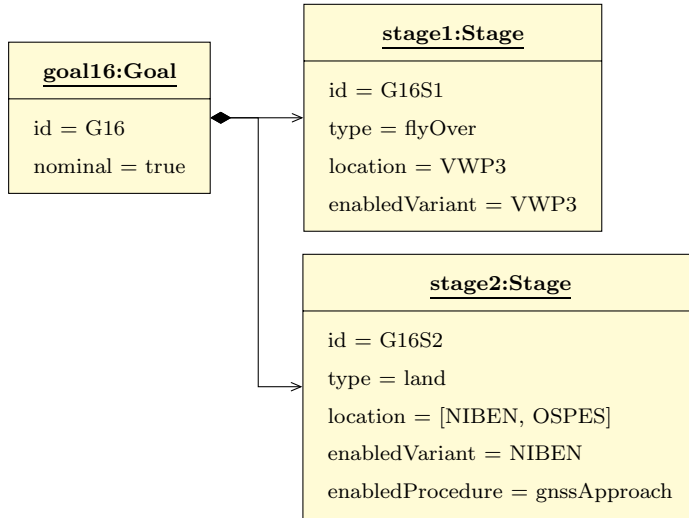 goal16:Goal
id = G16
nominal = true
stage1:Stage
id = G16S1
type = flyOver
location = VWP3
enabledVariant = VWP3
stage2:Stage
id = G16S2
type = land
location = [NIBEN, OSPES]
enabledVariant = NIBEN
enabledProcedure = gnssApproach